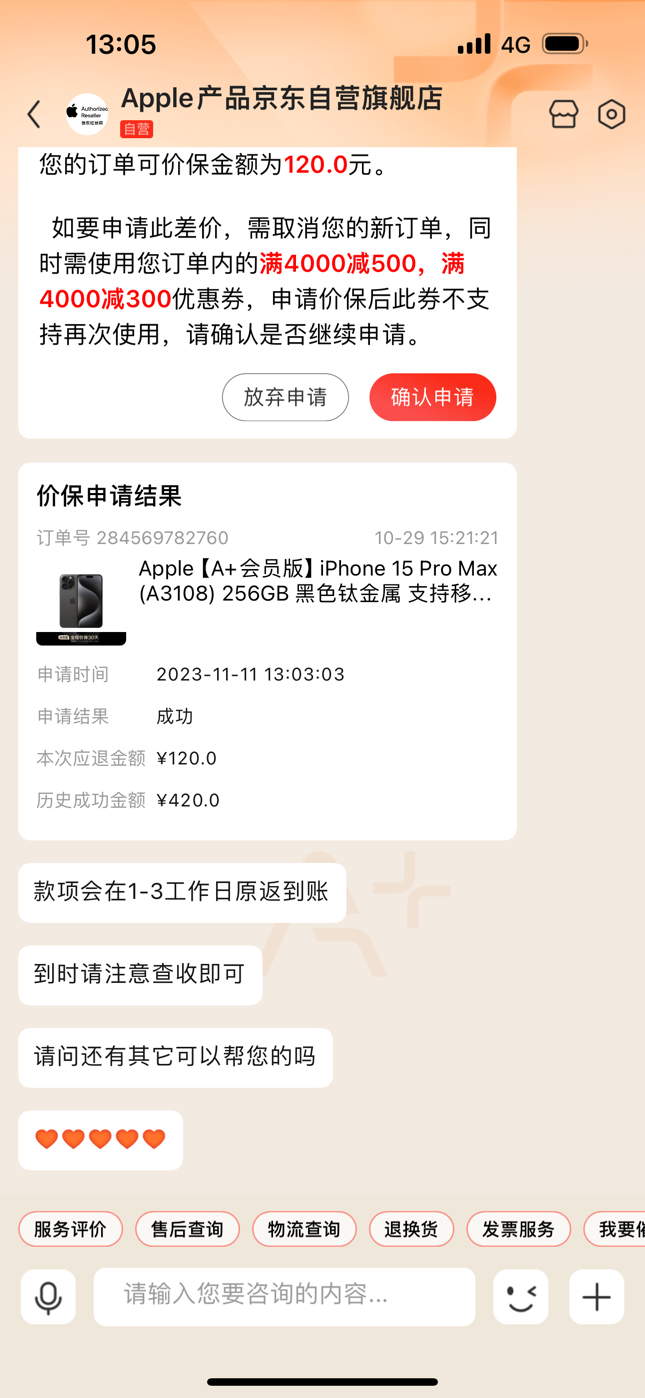 13:05
4G
Authorized
Reseller
Apple产品京东自营旗舰店
自营
您的订单可价保金额为120.0元。
如要申请此差价，需取消您的新订单，同
时需使用您订单内的满4000减500，满
4000减300优惠券，申请价保后此券不支
持再次使用，请确认是否继续申请。
放弃申请
确认申请
价保申请结果
订单号 284569782760
10-29 15:21:21
Apple【A+会员版】iPhone 15 Pro Max
(A3108) 256GB 黑色钛金属 支持移...
申请时间 2023-11-11 13:03:03
申请结果 成功
本次应退金额 ¥120.0
历史成功金额 ¥420.0
款项会在1-3工作日原返到账
到时请注意查收即可
请问还有其它可以帮您的吗
服务评价
售后查询
物流查询
退换货
发票服务
我要
请输入您要咨询的内容...